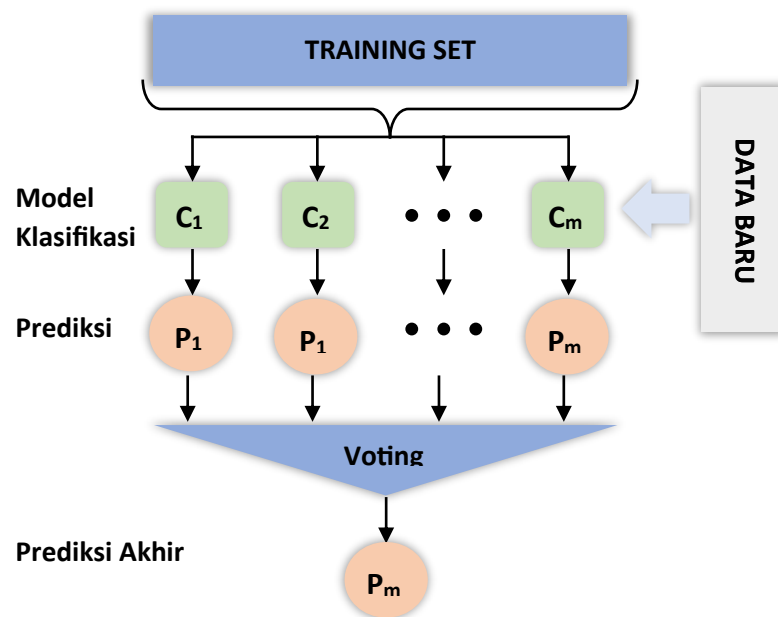 TRAINING SET
DATA BARU
Model
Klasifikasi
C₁
C₂
• • •
Cₘ
Prediksi
P₁
P₁
• • •
Pₘ
Voting
Prediksi Akhir
Pₘ